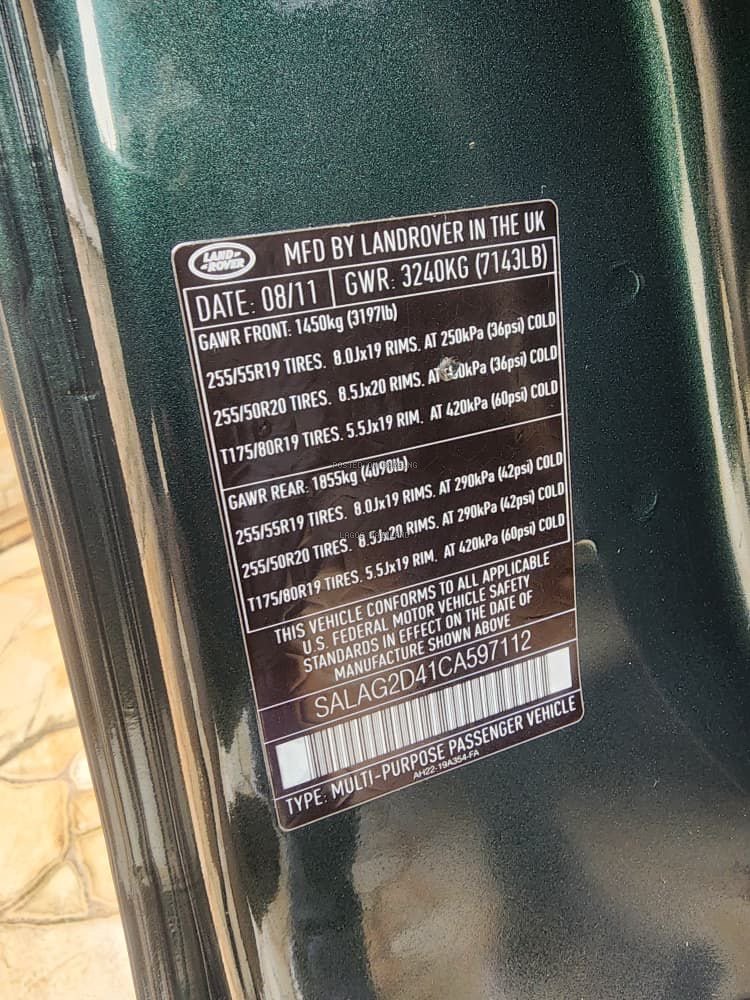 LAND ROVER
MFD BY LANDROVER IN THE UK
DATE: 08/11 GWR: 3240KG (7143LB)
GAWR FRONT: 1450kg (3197lb)
255/55R19 TIRES. 8.0Jx19 RIMS. AT 250kPa (36psi) COLD
255/50R20 TIRES. 8.5Jx20 RIMS. AT kPa (36psi) COLD
T175/80R19 TIRES. 5.5Jx19 RIM. AT 420kPa (60psi) COLD
GAWR REAR: 1855kg (4090lb)
255/55R19 TIRES. 8.0Jx19 RIMS. AT 290kPa (42psi) COLD
255/50R20 TIRES. 8.5Jx20 RIMS. AT 290kPa (42psi) COLD
T175/80R19 TIRES. 5.5Jx19 RIM. AT 420kPa (60psi) COLD
THIS VEHICLE CONFORMS TO ALL APPLICABLE
U.S. FEDERAL MOTOR VEHICLE SAFETY
STANDARDS IN EFFECT ON THE DATE OF
MANUFACTURE SHOWN ABOVE
SALAG2D41CA597112
TYPE: MULTI-PURPOSE PASSENGER VEHICLE
AH22-19A354-FA